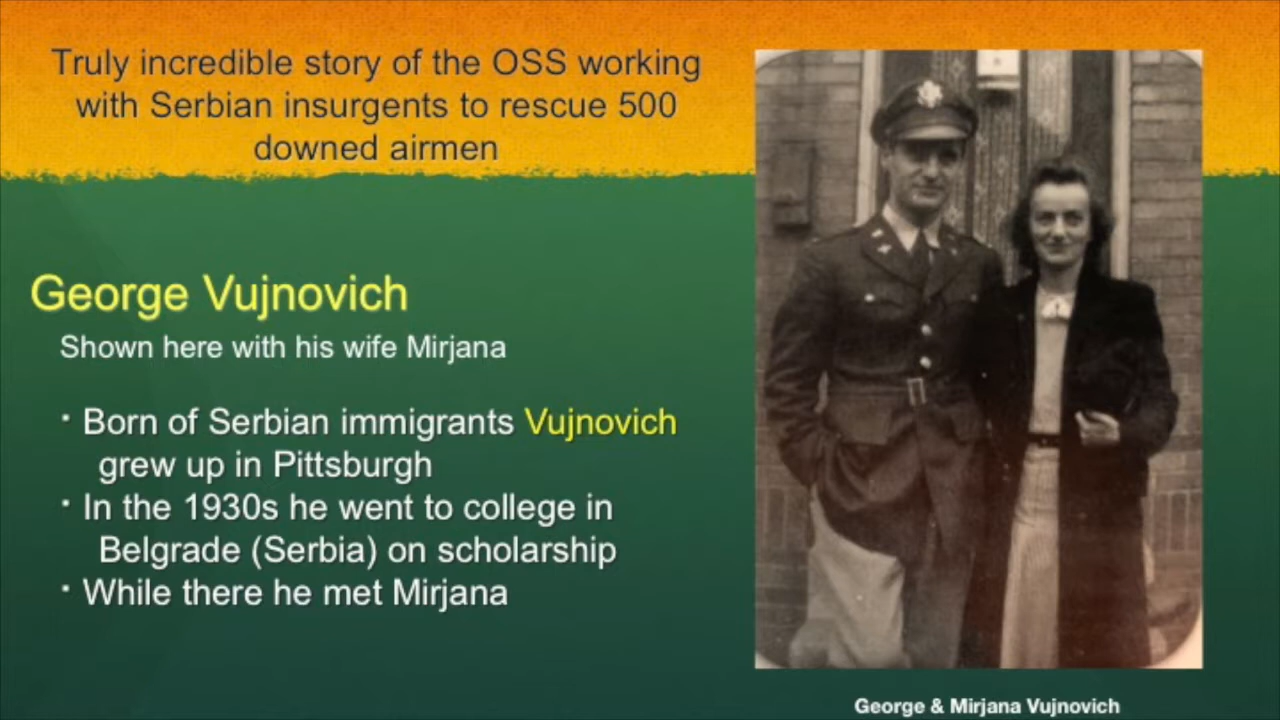 Truly incredible story of the OSS working
with Serbian insurgents to rescue 500
downed airmen
George Vujnovich
Shown here with his wife Mirjana
· Born of Serbian immigrants Vujnovich
grew up in Pittsburgh
· In the 1930s he went to college in
Belgrade (Serbia) on scholarship
· While there he met Mirjana
George & Mirjana Vujnovich